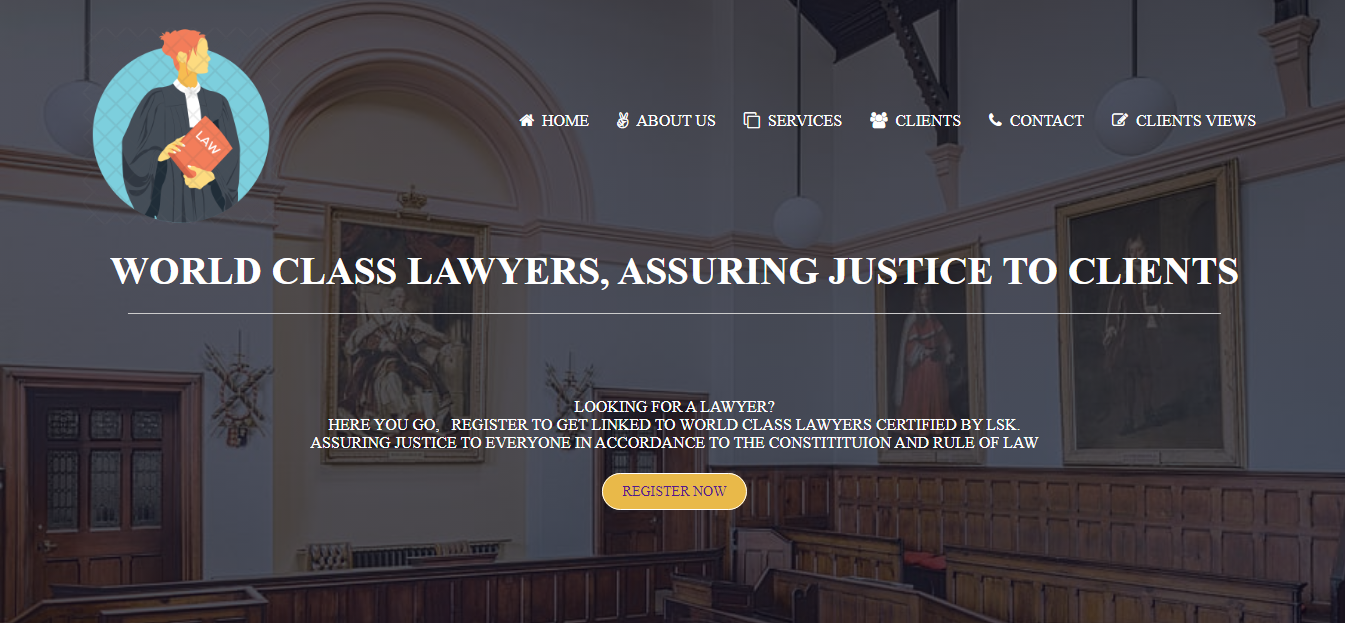 LAW
HOME ABOUT US SERVICES CLIENTS CONTACT CLIENTS VIEWS
WORLD CLASS LAWYERS, ASSURING JUSTICE TO CLIENTS
LOOKING FOR A LAWYER?
HERE YOU GO, REGISTER TO GET LINKED TO WORLD CLASS LAWYERS CERTIFIED BY LSK.
ASSURING JUSTICE TO EVERYONE IN ACCORDANCE TO THE CONSTITITUION AND RULE OF LAW
REGISTER NOW